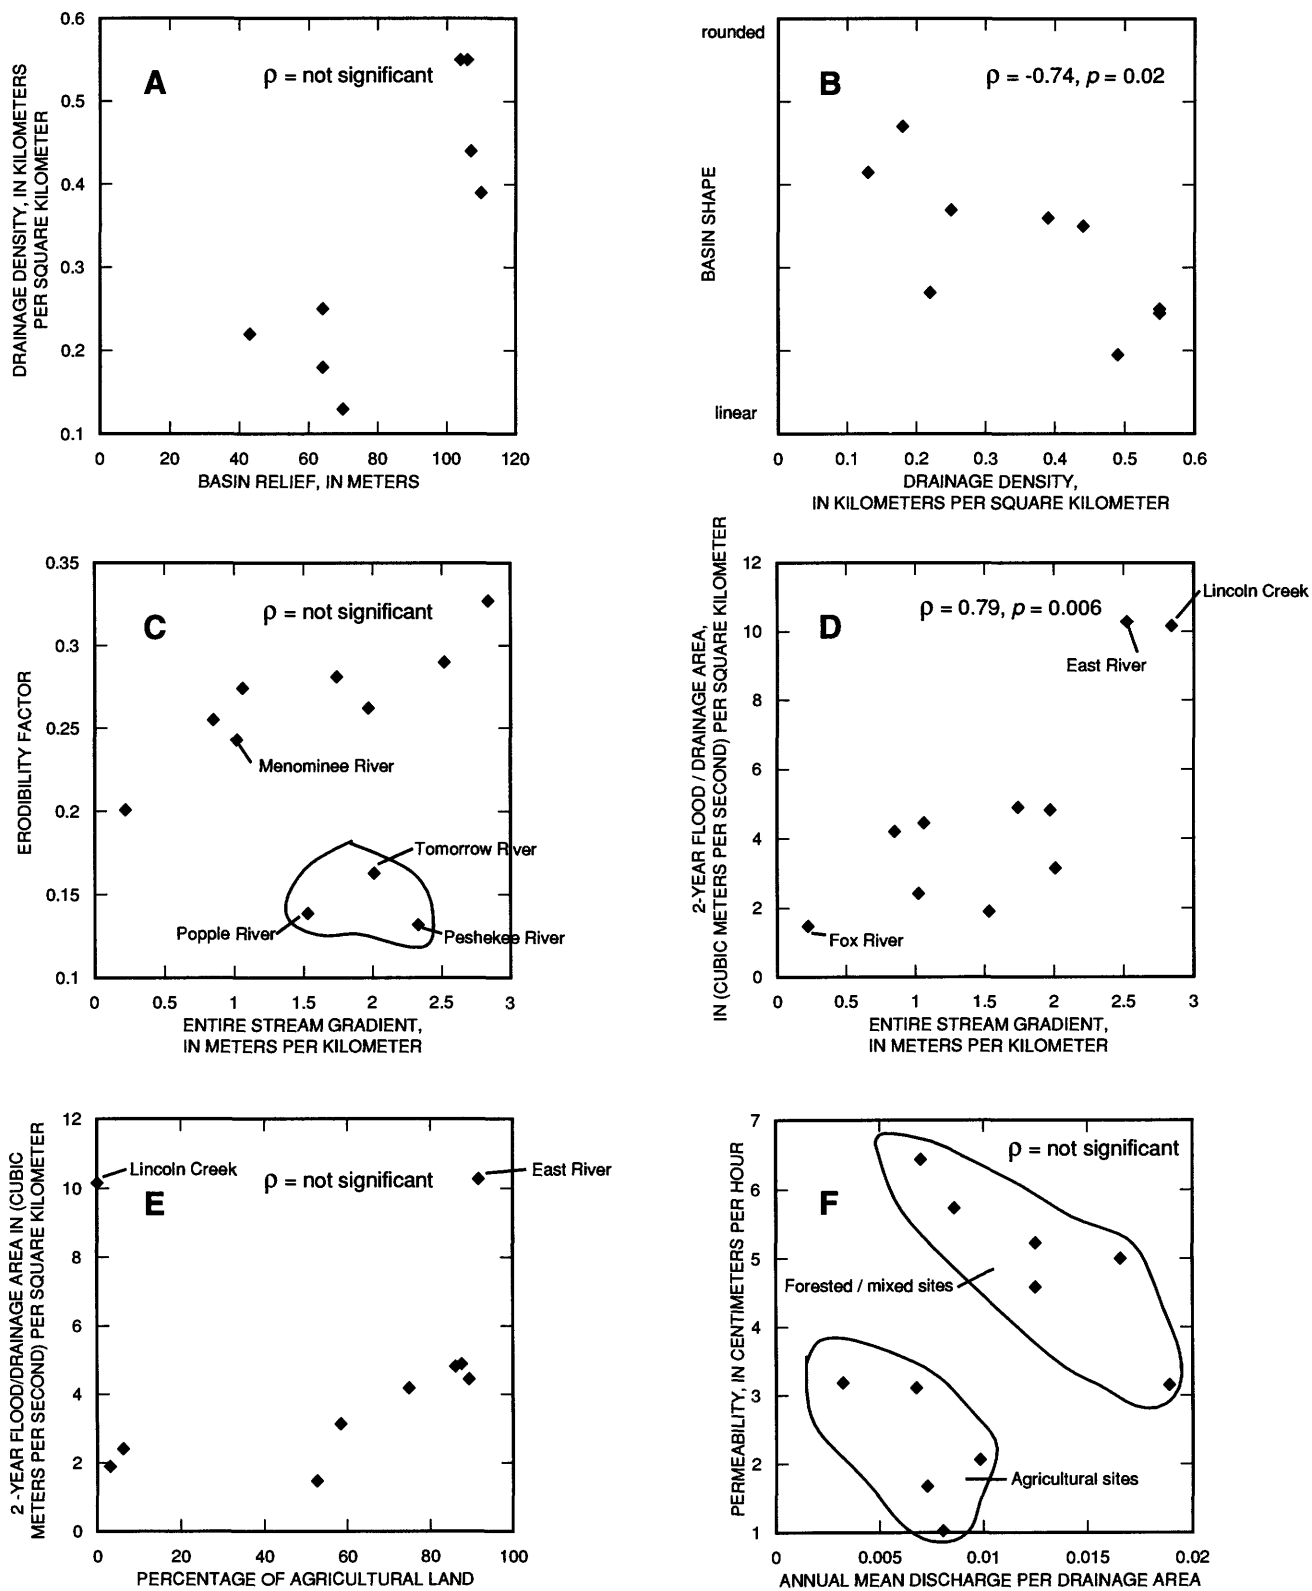 A
ρ = not significant
DRAINAGE DENSITY, IN KILOMETERS
PER SQUARE KILOMETER
0.6
0.5
0.4
0.3
0.2
0.1
0 20 40 60 80 100 120
BASIN RELIEF, IN METERS
B
ρ = -0.74, p = 0.02
rounded
BASIN SHAPE
linear
0 0.1 0.2 0.3 0.4 0.5 0.6
DRAINAGE DENSITY,
IN KILOMETERS PER SQUARE KILOMETER
C
ρ = not significant
ERODIBILITY FACTOR
0.35
0.3
0.25
0.2
0.15
0.1
Menominee River
Tomorrow River
Popple River
Peshekee River
0 0.5 1 1.5 2 2.5 3
ENTIRE STREAM GRADIENT,
IN METERS PER KILOMETER
D
ρ = 0.79, p = 0.006
2-YEAR FLOOD / DRAINAGE AREA,
IN (CUBIC METERS PER SECOND) PER SQUARE KILOMETER
12
10
8
6
4
2
0
Lincoln Creek
East River
Fox River
0 0.5 1 1.5 2 2.5 3
ENTIRE STREAM GRADIENT,
IN METERS PER KILOMETER
E
ρ = not significant
2 -YEAR FLOOD/DRAINAGE AREA IN (CUBIC
METERS PER SECOND) PER SQUARE KILOMETER
12
10
8
6
4
2
0
Lincoln Creek
East River
0 20 40 60 80 100
PERCENTAGE OF AGRICULTURAL LAND
F
ρ = not significant
PERMEABILITY, IN CENTIMETERS PER HOUR
7
6
5
4
3
2
1
Forested / mixed sites
Agricultural sites
0 0.005 0.01 0.015 0.02
ANNUAL MEAN DISCHARGE PER DRAINAGE AREA